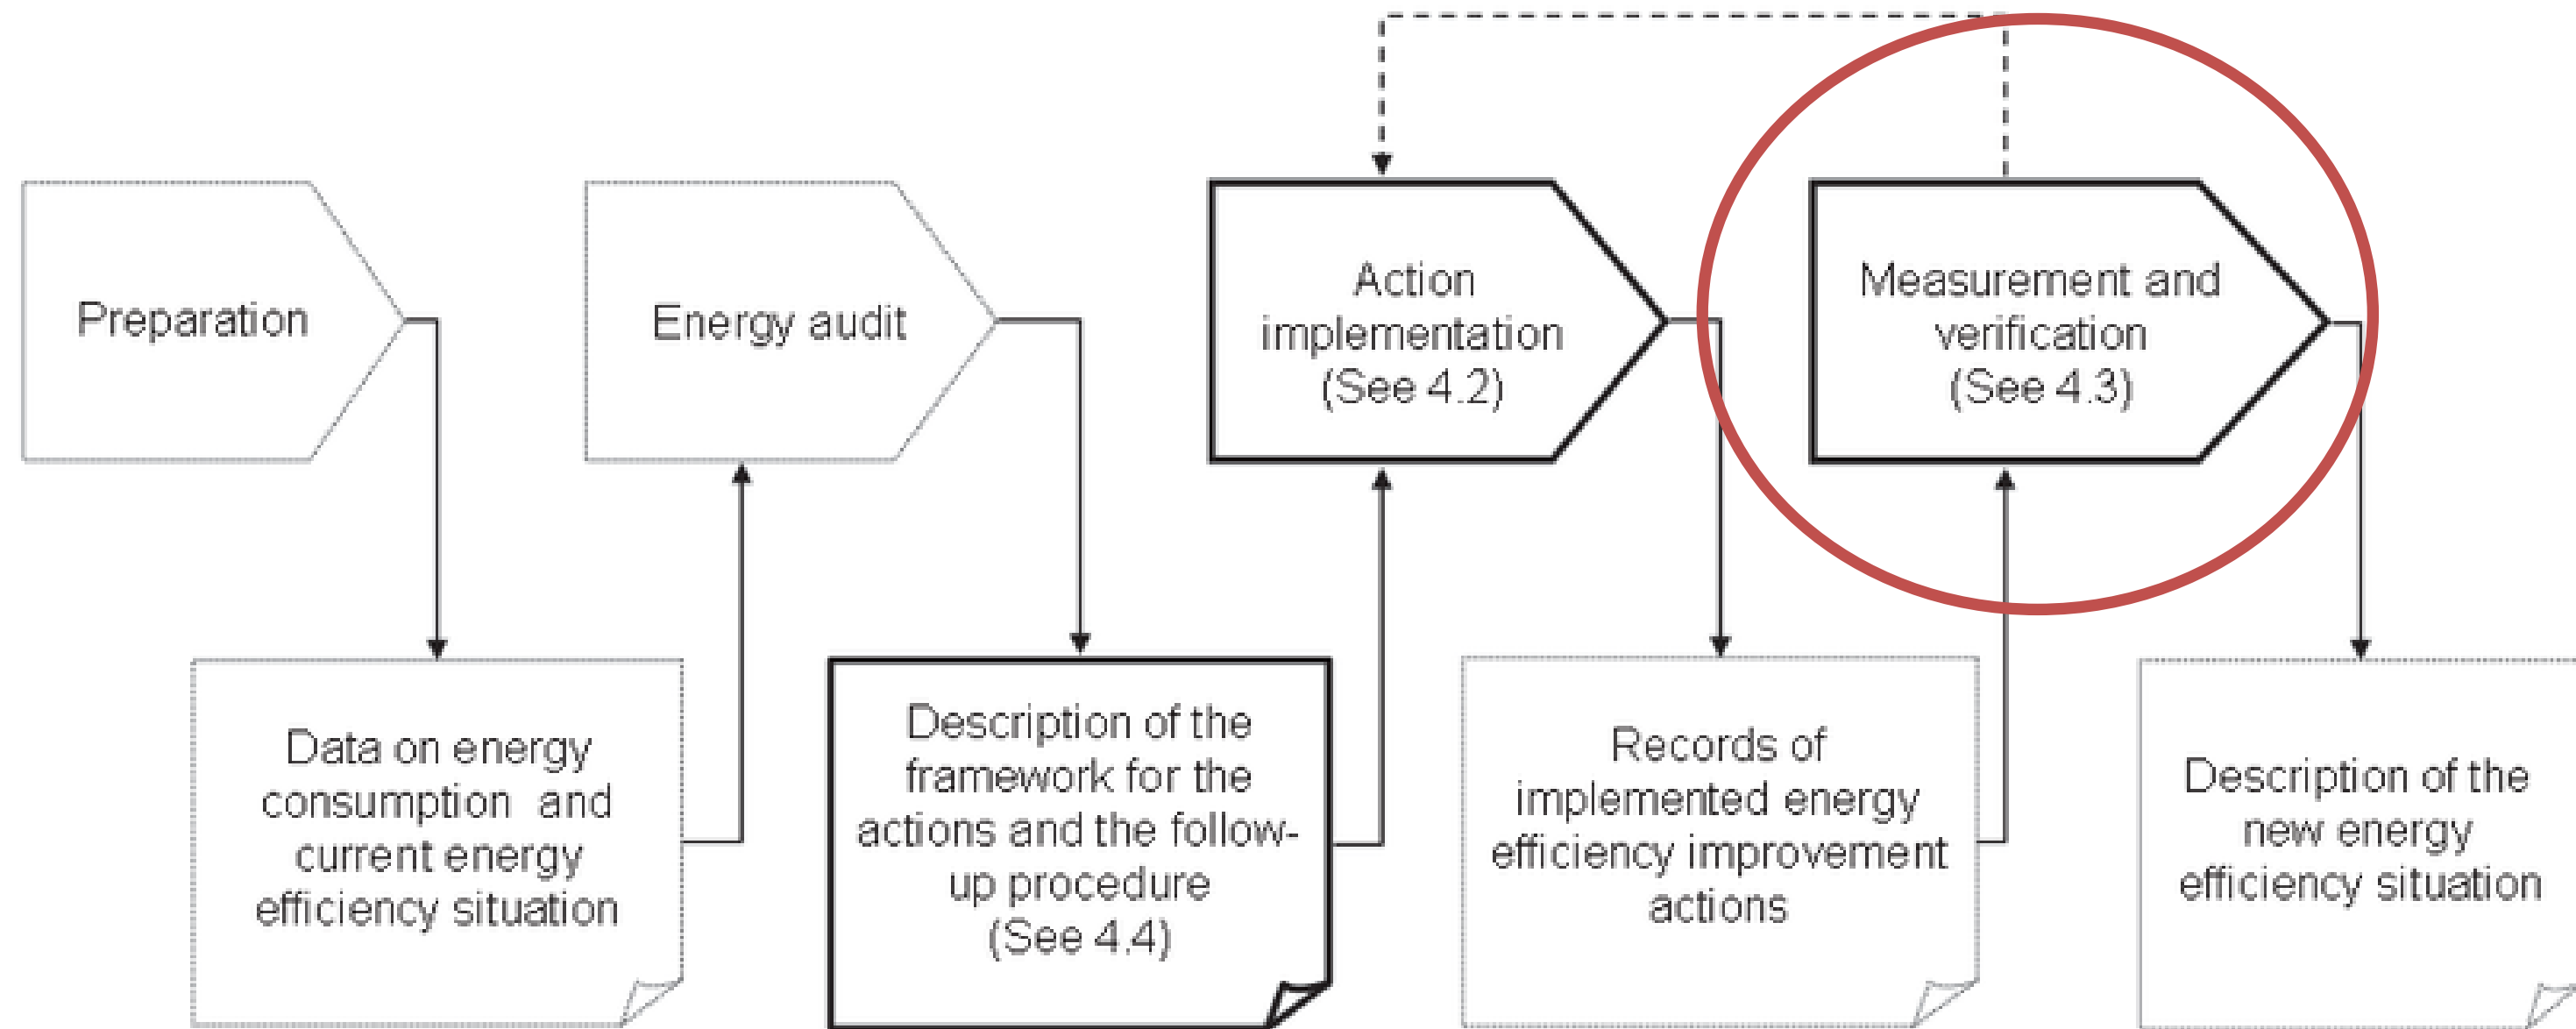 Preparation
Energy audit
Action
implementation
(See 4.2)
Measurement and
verification
(See 4.3)
Data on energy
consumption and
current energy
efficiency situation
Description of the
framework for the
actions and the follow-
up procedure
(See 4.4)
Records of
implemented energy
efficiency improvement
actions
Description of the
new energy
efficiency situation